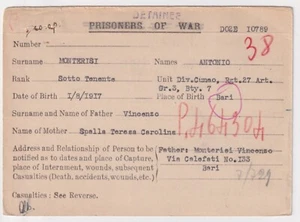 DETAINEE
PRISONERS OF WAR DOZE 10789
Number 38
Surname MONTERISI Names ANTONIO
Rank Sotto Tenente Unit Div.Cuneo, Rgt.27 Art. Gr.3, Bty. 7
Date of Birth 1/8/1917 Place of Birth Bari
Surname and Name of Father Vincenzo
Name of Mother Spalla Teresa Carolina
Address and Relationship of Person to be
notified as to dates and place of Capture,
place of Internment, wounds, subsequent
Casualties (Death, accidents, wounds, etc.)
Father: Monterisi Vincenzo
Via Calefati No.133
Bari
Casualties : See Reverse.